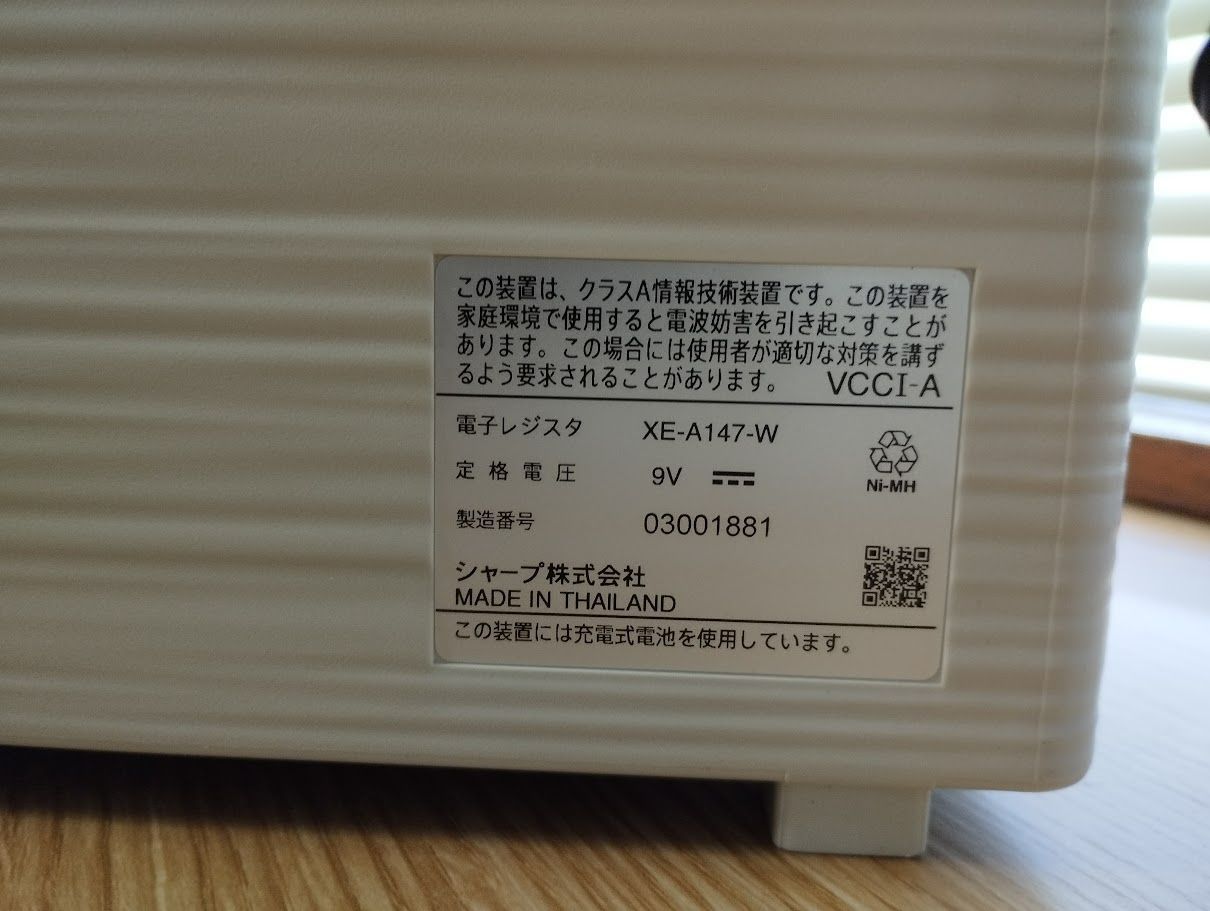 この装置は、クラスA情報技術装置です。この装置を
家庭環境で使用すると電波妨害を引き起こすことが
あります。この場合には使用者が適切な対策を講ず
るよう要求されることがあります。 VCCI-A
電子レジスタ XE-A147-W
定格電圧 9V
Ni-MH
製造番号 03001881
シャープ株式会社
MADE IN THAILAND
この装置には充電式電池を使用しています。